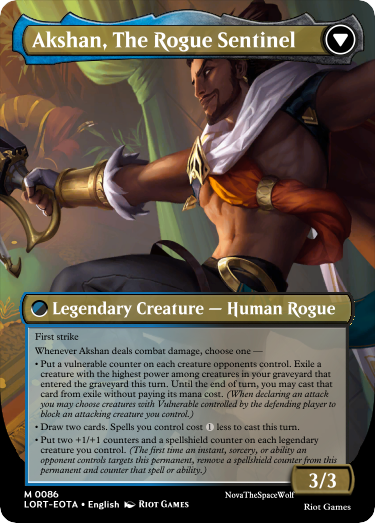 Akshan, The Rogue Sentinel
Legendary Creature — Human Rogue
First strike
Whenever Akshan deals combat damage, choose one —
• Put a vulnerable counter on each creature opponents control. Exile a
creature with the highest power among creatures in your graveyard that
entered the graveyard this turn. Until the end of turn, you may cast that
card from exile without paying its mana cost. (When declaring an attack
you may choose creatures with Vulnerable controlled by the defending player to
block an attacking creature you control.)
• Draw two cards. Spells you control cost 1 less to cast this turn.
• Put two +1/+1 counters and a spellshield counter on each legendary
creature you control. (The first time an instant, sorcery, or ability an
opponent controls targets this permanent, remove a spellshield counter from this
permanent and counter that spell or ability.)
3/3
M 0086
LORT-EOTA • English Riot Games
NovaTheSpaceWolf
Riot Games